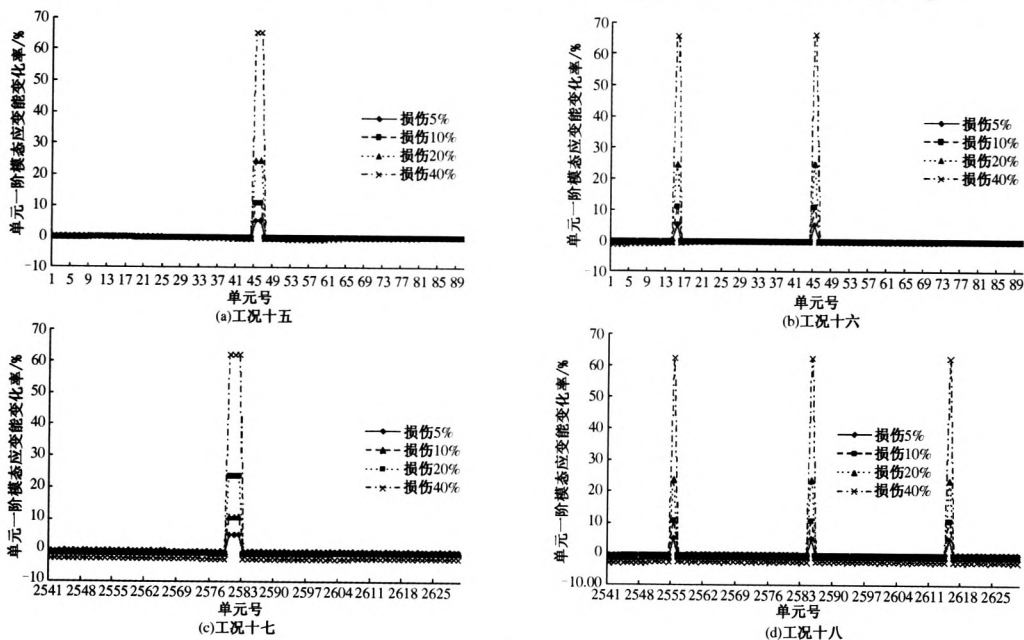 单元一阶模态应变能变化率/%
70
60
50
40
30
20
10
0
-10
损伤5%
损伤10%
损伤20%
损伤40%
1 5 9 13 17 21 25 29 33 37 41 45 49 53 57 61 65 69 73 77 81 85 89
单元号
(a)工况十五
单元一阶模态应变能变化率/%
70
60
50
40
30
20
10
0
-10
损伤5%
损伤10%
损伤20%
损伤40%
1 5 9 13 17 21 25 29 33 37 41 45 49 53 57 61 65 69 73 77 81 85 89
单元号
(b)工况十六
单元一阶模态应变能变化率/%
70
60
50
40
30
20
10
0
-10
损伤5%
损伤10%
损伤20%
损伤40%
2541 2548 2555 2562 2569 2576 2583 2590 2597 2604 2611 2618 2625
单元号
(c)工况十七
单元一阶模态应变能变化率/%
70
60
50
40
30
20
10
0
-10.00
损伤5%
损伤10%
损伤20%
损伤40%
2541 2548 2555 2562 2569 2576 2583 2590 2597 2604 2611 2618 2625
单元号
(d)工况十八